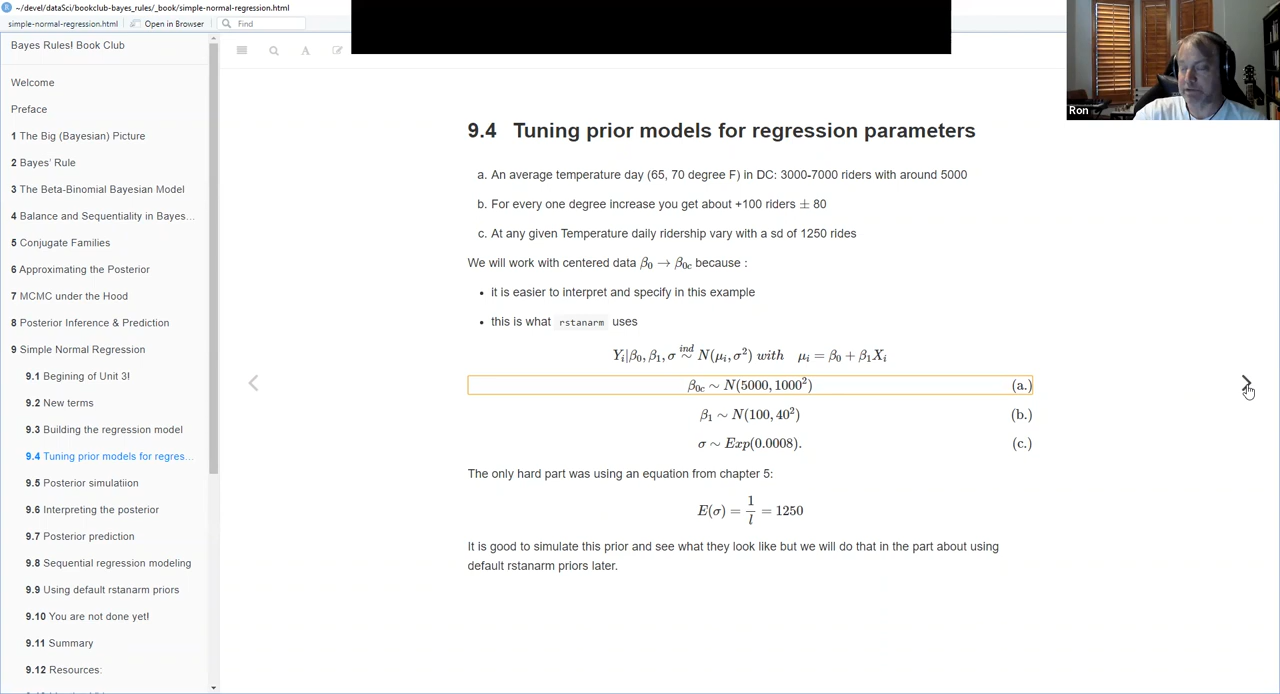 ~/devel/dataSci/bookclub-bayes_rules/_book/simple-normal-regression.html
simple-normal-regression.html
Open in Browser
Find
Bayes Rules! Book Club
Welcome
Preface
1 The Big (Bayesian) Picture
2 Bayes' Rule
3 The Beta-Binomial Bayesian Model
4 Balance and Sequentiality in Bayes...
5 Conjugate Families
6 Approximating the Posterior
7 MCMC under the Hood
8 Posterior Inference & Prediction
9 Simple Normal Regression
9.1 Begining of Unit 3!
9.2 New terms
9.3 Building the regression model
9.4 Tuning prior models for regres...
9.5 Posterior simulatiion
9.6 Interpreting the posterior
9.7 Posterior prediction
9.8 Sequential regression modeling
9.9 Using default rstanarm priors
9.10 You are not done yet!
9.11 Summary
9.12 Resources:
9.4 Tuning prior models for regression parameters
a. An average temperature day (65, 70 degree F) in DC: 3000-7000 riders with around 5000
b. For every one degree increase you get about +100 riders ± 80
c. At any given Temperature daily ridership vary with a sd of 1250 rides
We will work with centered data β₀ → β₀c because :
• it is easier to interpret and specify in this example
• this is what rstanarm uses
Yᵢ|β₀, β₁, σ ind ~ N(μᵢ, σ²) with μᵢ = β₀ + β₁Xᵢ
β₀c ~ N(5000, 1000²) (a.)
β₁ ~ N(100, 40²) (b.)
σ ~ Exp(0.0008). (c.)
The only hard part was using an equation from chapter 5:
E(σ) = 1/l = 1250
It is good to simulate this prior and see what they look like but we will do that in the part about using
default rstanarm priors later.
Ron